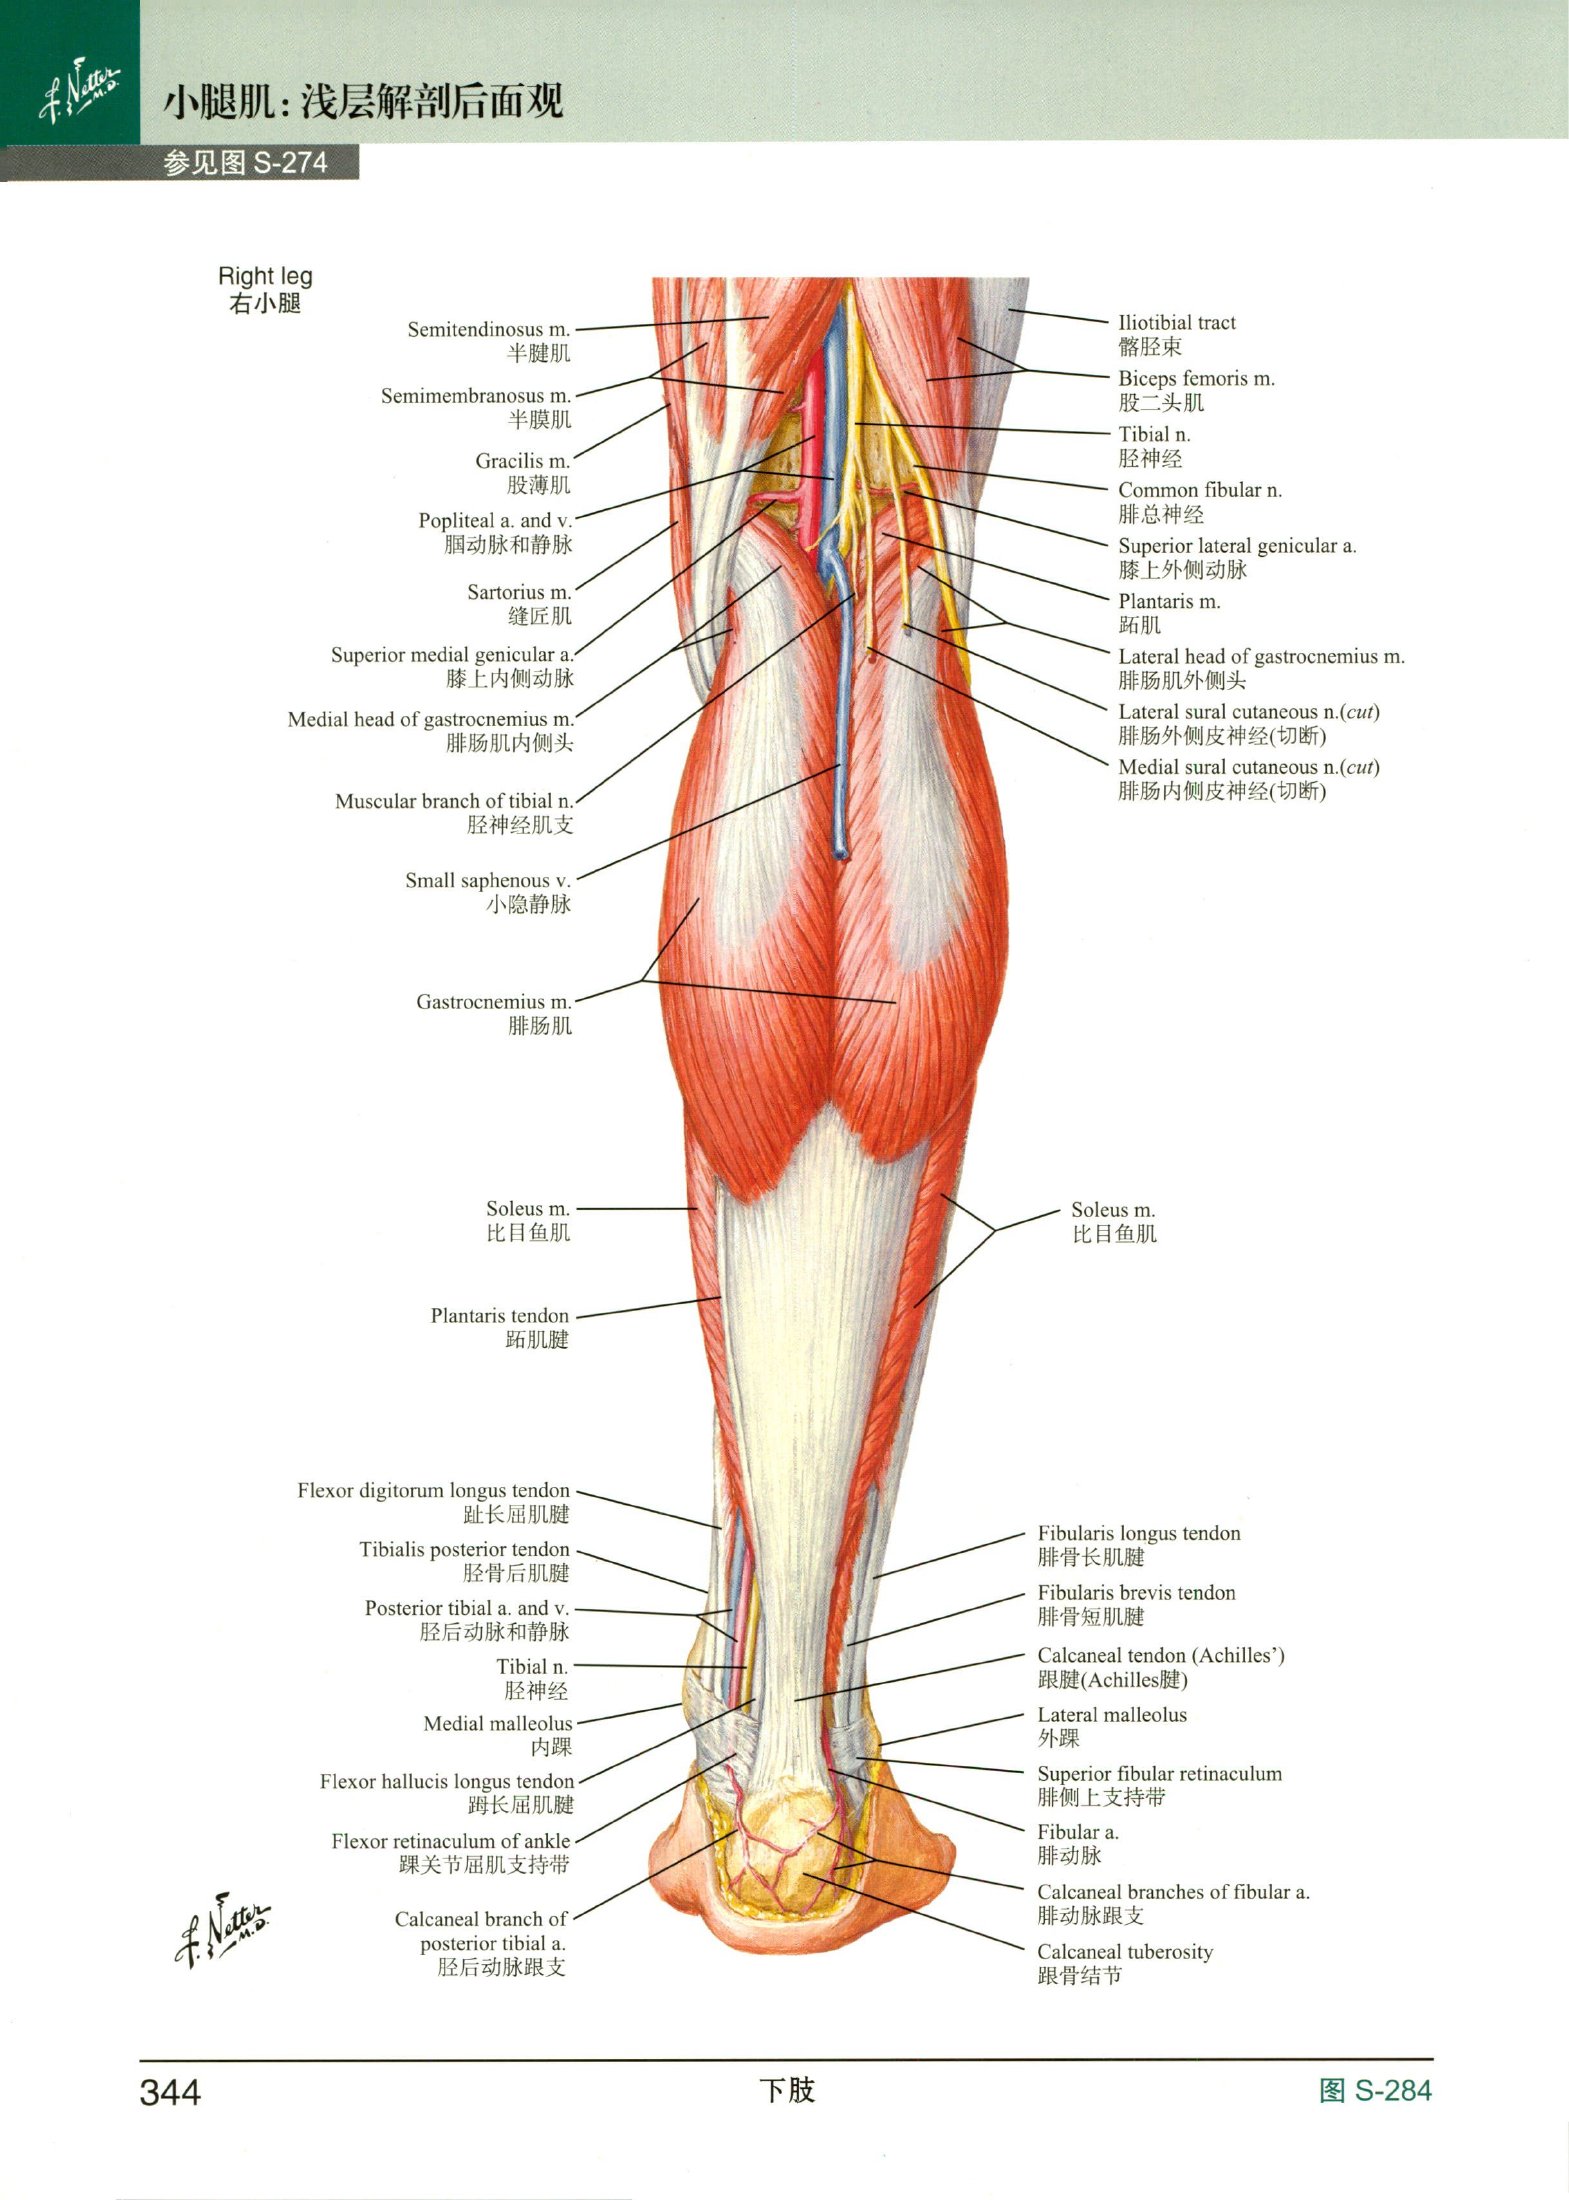 F. Netter M.D.
小腿肌：浅层解剖后面观
参见图 S-274
Right leg
右小腿
Semitendinosus m.
半腱肌
Semimembranosus m.
半膜肌
Gracilis m.
股薄肌
Popliteal a. and v.
腘动脉和静脉
Sartorius m.
缝匠肌
Superior medial genicular a.
膝上内侧动脉
Medial head of gastrocnemius m.
腓肠肌内侧头
Muscular branch of tibial n.
胫神经肌支
Small saphenous v.
小隐静脉
Gastrocnemius m.
腓肠肌
Soleus m.
比目鱼肌
Plantaris tendon
跖肌腱
Flexor digitorum longus tendon
趾长屈肌腱
Tibialis posterior tendon
胫骨后肌腱
Posterior tibial a. and v.
胫后动脉和静脉
Tibial n.
胫神经
Medial malleolus
内踝
Flexor hallucis longus tendon
𧿹长屈肌腱
Flexor retinaculum of ankle
踝关节屈肌支持带
Calcaneal branch of
posterior tibial a.
胫后动脉跟支
Iliotibial tract
髂胫束
Biceps femoris m.
股二头肌
Tibial n.
胫神经
Common fibular n.
腓总神经
Superior lateral genicular a.
膝上外侧动脉
Plantaris m.
跖肌
Lateral head of gastrocnemius m.
腓肠肌外侧头
Lateral sural cutaneous n.(cut)
腓肠外侧皮神经(切断)
Medial sural cutaneous n.(cut)
腓肠内侧皮神经(切断)
Soleus m.
比目鱼肌
Fibularis longus tendon
腓骨长肌腱
Fibularis brevis tendon
腓骨短肌腱
Calcaneal tendon (Achilles’)
跟腱(Achilles腱)
Lateral malleolus
外踝
Superior fibular retinaculum
腓侧上支持带
Fibular a.
腓动脉
Calcaneal branches of fibular a.
腓动脉跟支
Calcaneal tuberosity
跟骨结节
F. Netter M.D.
344
下肢
图 S-284